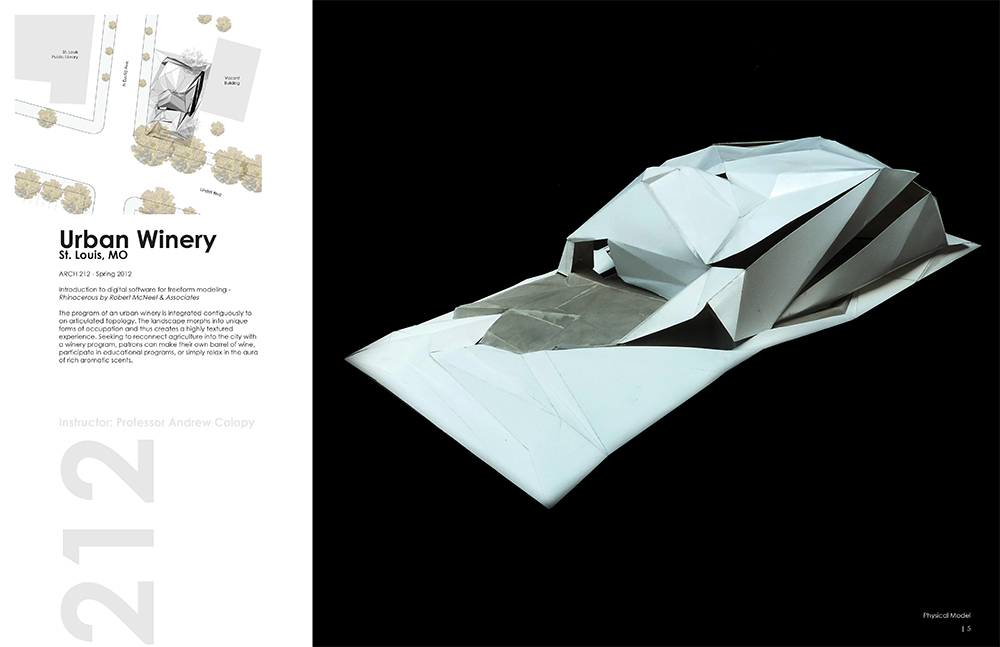 St. Louis
Public Library
N Euclid Ave.
Viscont
Building
Lindell Blvd
Urban Winery
St. Louis, MO
ARCH 212 - Spring 2012
Introduction to digital software for freeform modeling -
Rhinocerous by Robert McNeel & Associates
The program of an urban winery is integrated contiguously to
an articulated topology. The landscape morphs into unique
forms of occupation and thus creates a highly textured
experience. Seeking to reconnect agriculture into the city with
a winery program, patrons can make their own barrel of wine,
participate in educational programs, or simply relax in the aura
of rich aromatic scents.
Instructor: Professor Andrew Colopy
212
Physical Model
| 5